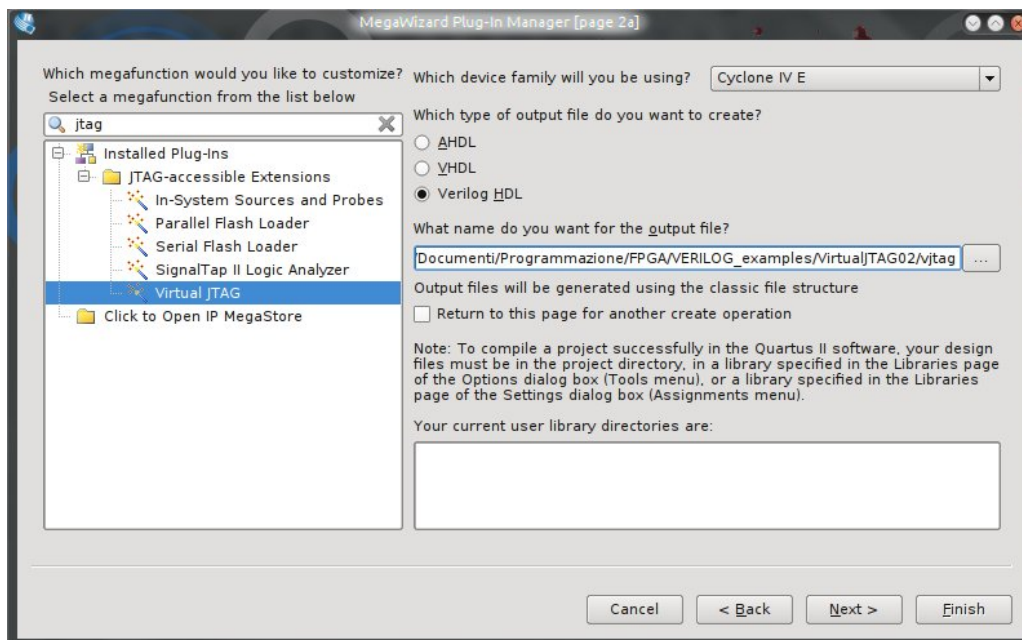 MegaWizard Plug-In Manager [page 2a]
Which megafunction would you like to customize?
Select a megafunction from the list below
jtag
Installed Plug-Ins
JTAG-accessible Extensions
In-System Sources and Probes
Parallel Flash Loader
Serial Flash Loader
SignalTap II Logic Analyzer
Virtual JTAG
Click to Open IP MegaStore
Which device family will you be using?
Cyclone IV E
Which type of output file do you want to create?
AHDL
VHDL
Verilog HDL
What name do you want for the output file?
/Documenti/Programmazione/FPGA/VERILOG_examples/VirtualJTAG02/vjtag
...
Output files will be generated using the classic file structure
Return to this page for another create operation
Note: To compile a project successfully in the Quartus II software, your design
files must be in the project directory, in a library specified in the Libraries page
of the Options dialog box (Tools menu), or a library specified in the Libraries
page of the Settings dialog box (Assignments menu).
Your current user library directories are:
Cancel
< Back
Next >
Finish